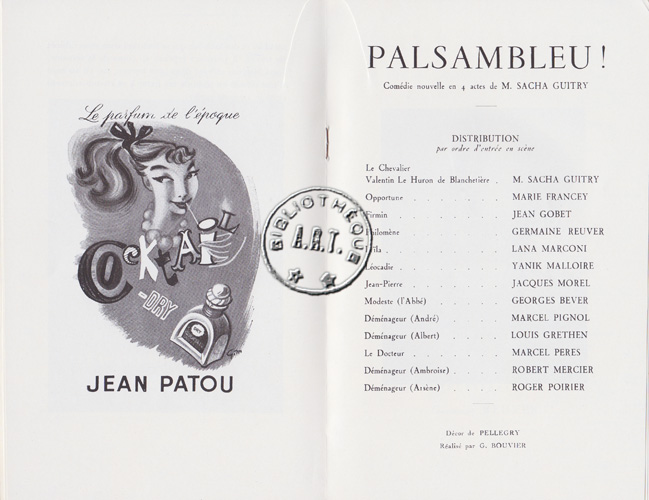 Le parfum de l'époque
COCKTAIL
-DRY
JEAN PATOU
BIBLIOTHÈQUE
A.R.T.
PALSAMBLEU !
Comédie nouvelle en 4 actes de M. SACHA GUITRY
DISTRIBUTION
par ordre d'entrée en scène
Le Chevalier
Valentin Le Huron de Blanchetière . M. SACHA GUITRY
Opportune . . . . . . MARIE FRANCEY
Firmin . . . . . . JEAN GOBET
Philomène . . . . . GERMAINE REUVER
LANA MARCONI
Léocadie . . . . . . YANIK MALLOIRE
Jean-Pierre . . . . . . JACQUES MOREL
Modeste (l'Abbé) . . . . . GEORGES BEVER
Déménageur (André) . . . . MARCEL PIGNOL
Déménageur (Albert) . . . . LOUIS GRETHEN
Le Docteur . . . . . . MARCEL PERES
Déménageur (Ambroise) . . . . ROBERT MERCIER
Déménageur (Arsène) . . . . ROGER POIRIER
Décor de PELLEGRY
Réalisé par G. BOUVIER